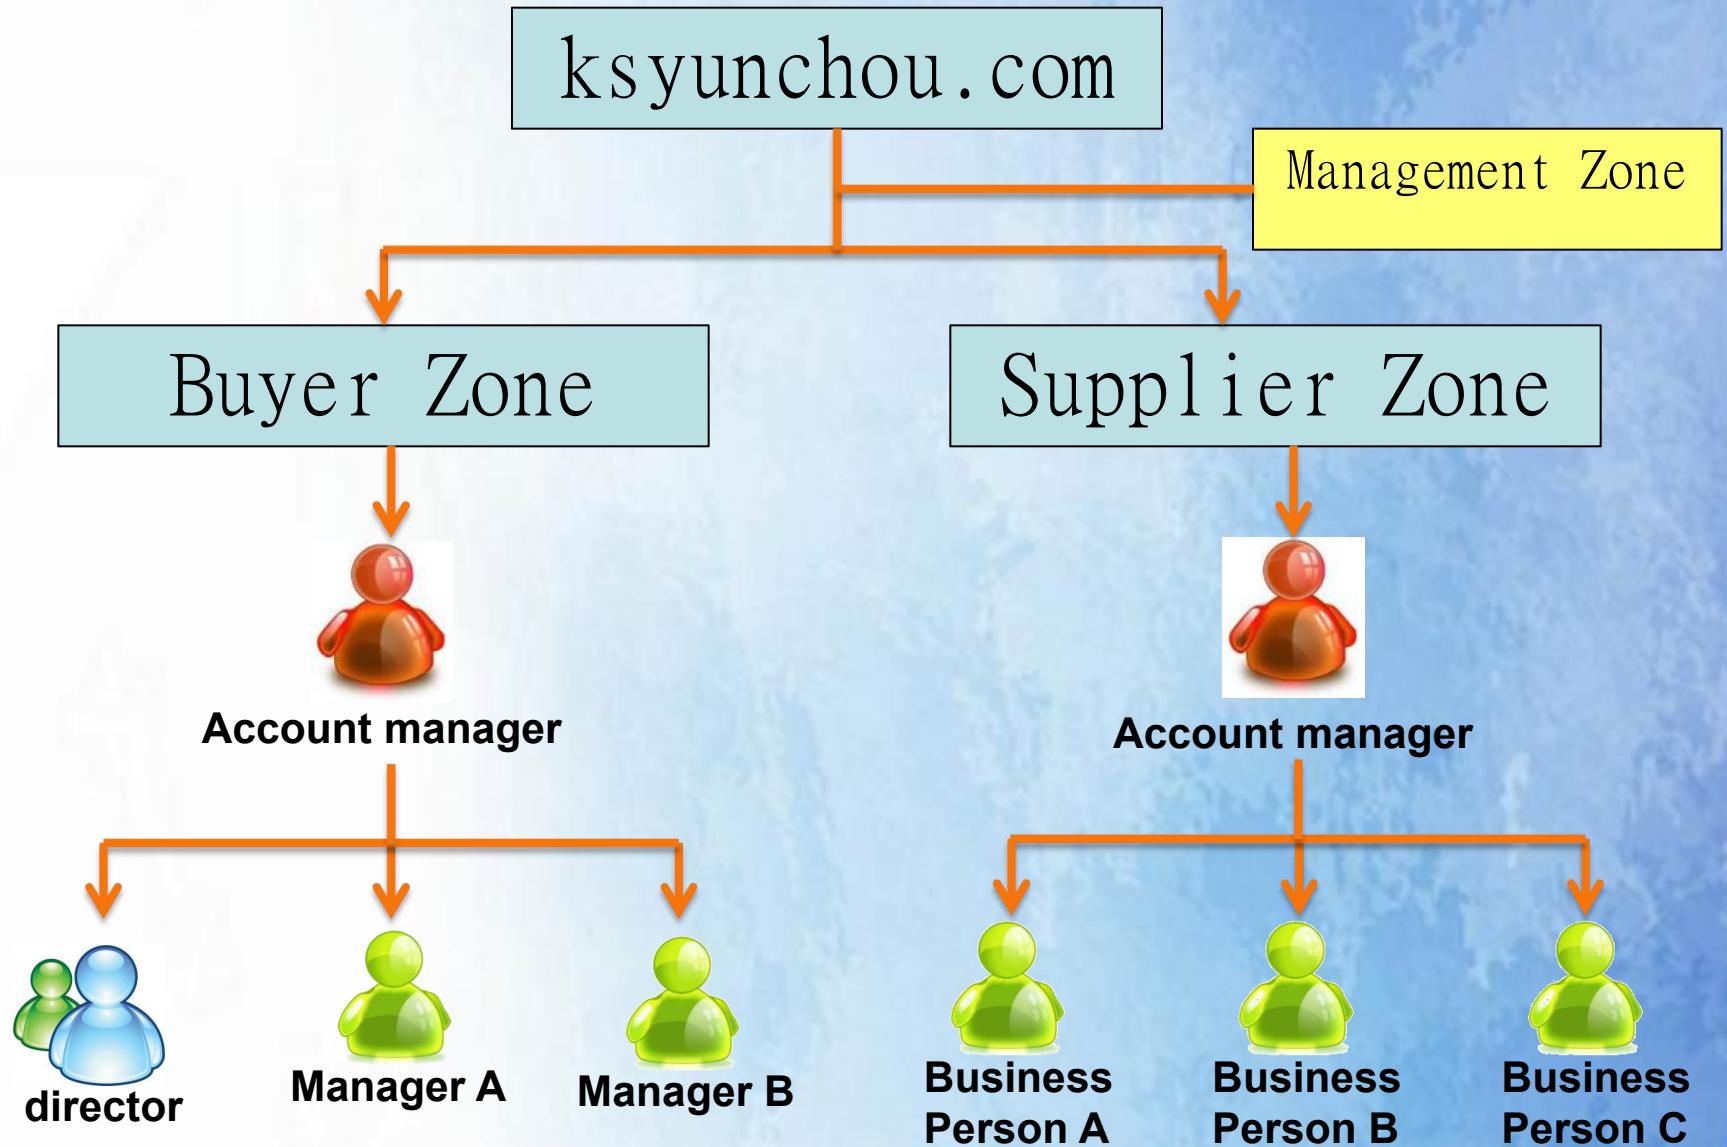 ksyunchou.com
Management Zone
Buyer Zone
Supplier Zone
Account manager
Account manager
director
Manager A
Manager B
Business
Person A
Business
Person B
Business
Person C